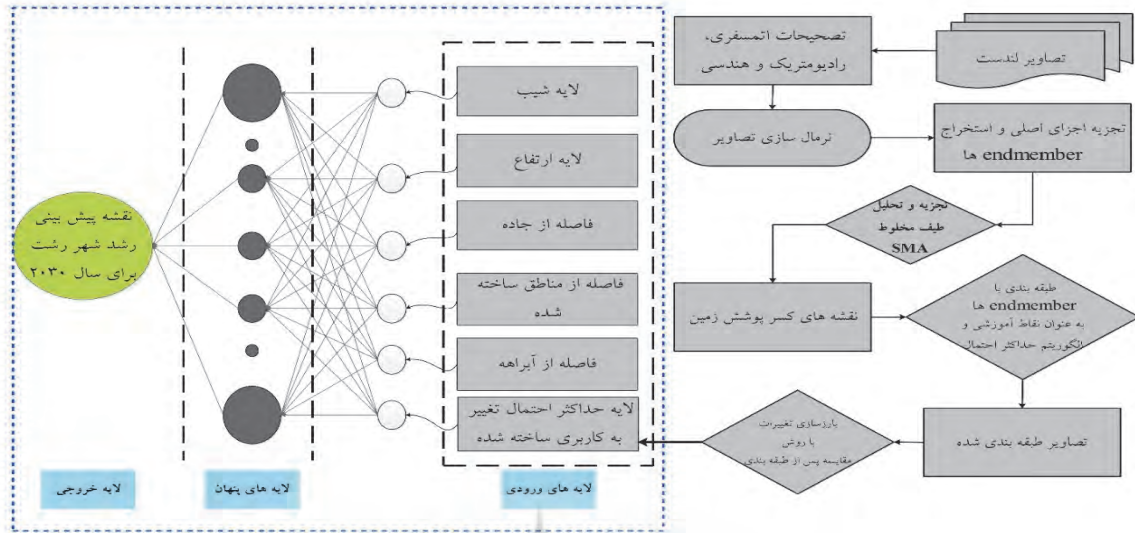 تصاویر لندست
تصحیحات اتمسفری،
رادیومتریک و هندسی
نرمال سازی تصاویر
تجزیه اجزای اصلی و استخراج
endmember ها
تجزیه و تحلیل
طیف مخلوط
SMA
نقشه های کسر پوشش زمین
طبقه بندی با
endmember ها
به عنوان نقاط آموزشی و
الگوریتم حداکثر احتمال
تصاویر طبقه بندی شده
بارزسازی تغییرات
با روش
مقایسه پس از طبقه بندی
لایه شیب
لایه ارتفاع
فاصله از جاده
فاصله از مناطق ساخته
شده
فاصله از آبراهه
لایه حداکثر احتمال تغییر
به کاربری ساخته شده
نقشه پیش بینی
رشد شهر رشت
برای سال ۲۰۳۰
لایه های ورودی
لایه های پنهان
لایه خروجی